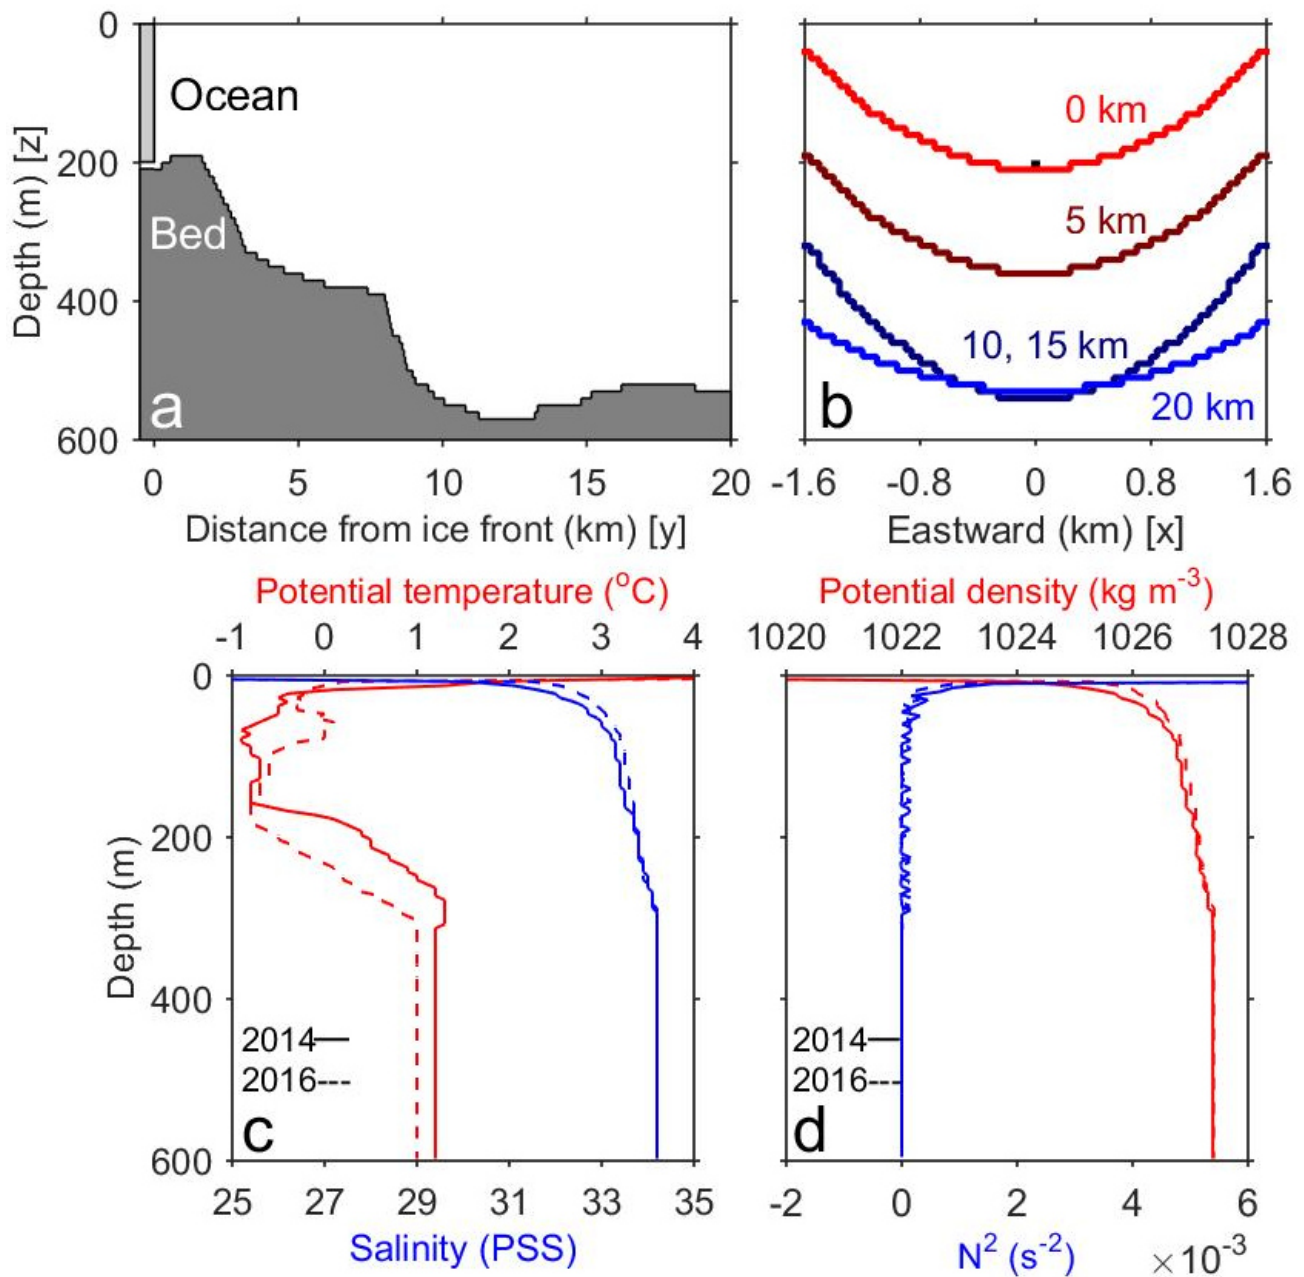 0
200
400
600
Depth (m) [z]
Ocean
Bed
a
0 5 10 15 20
Distance from ice front (km) [y]
0 km
5 km
10, 15 km
20 km
b
-1.6 -0.8 0 0.8 1.6
Eastward (km) [x]
Potential temperature (°C)
-1 0 1 2 3 4
0
200
400
600
Depth (m)
2014
2016
c
25 27 29 31 33 35
Salinity (PSS)
Potential density (kg m⁻³)
1020 1022 1024 1026 1028
2014
2016
d
-2 0 2 4 6
N² (s⁻²) ×10⁻³